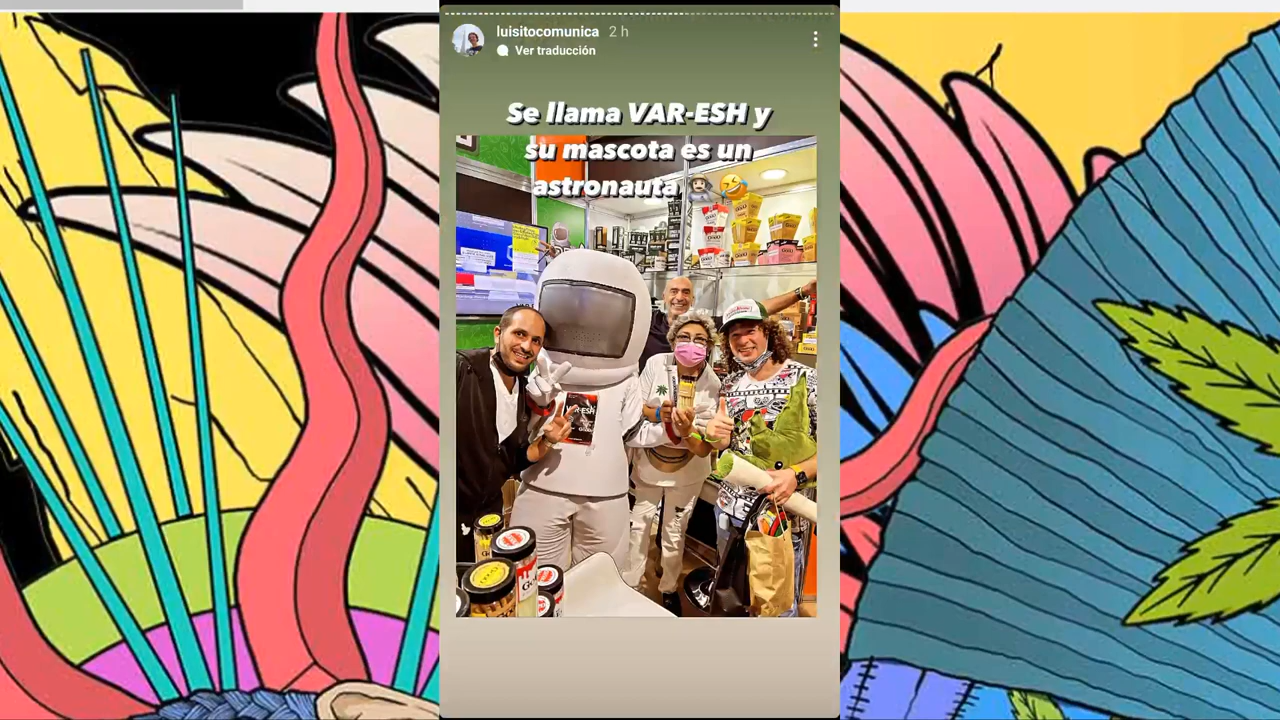 luisitocomunica 2 h
Ver traducción
Se llama VAR-ESH y
su mascota es un
astronauta